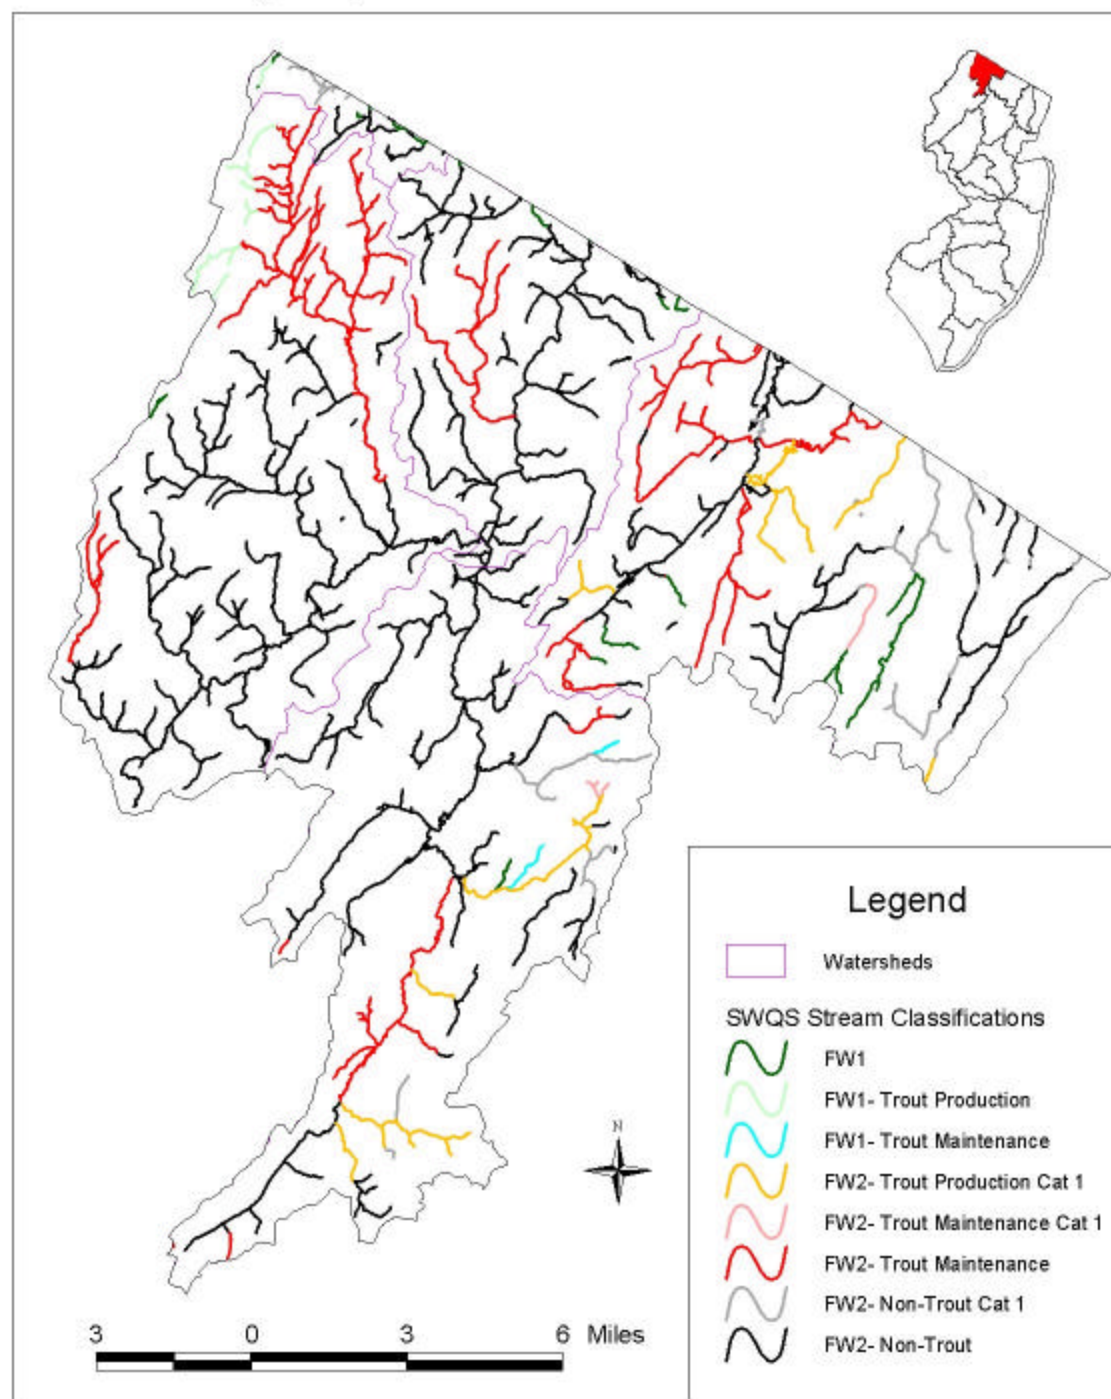 N
Legend
Watersheds
SWQS Stream Classifications
FW1
FW1- Trout Production
FW1- Trout Maintenance
FW2- Trout Production Cat 1
FW2- Trout Maintenance Cat 1
FW2- Trout Maintenance
FW2- Non-Trout Cat 1
FW2- Non-Trout
3 0 3 6 Miles